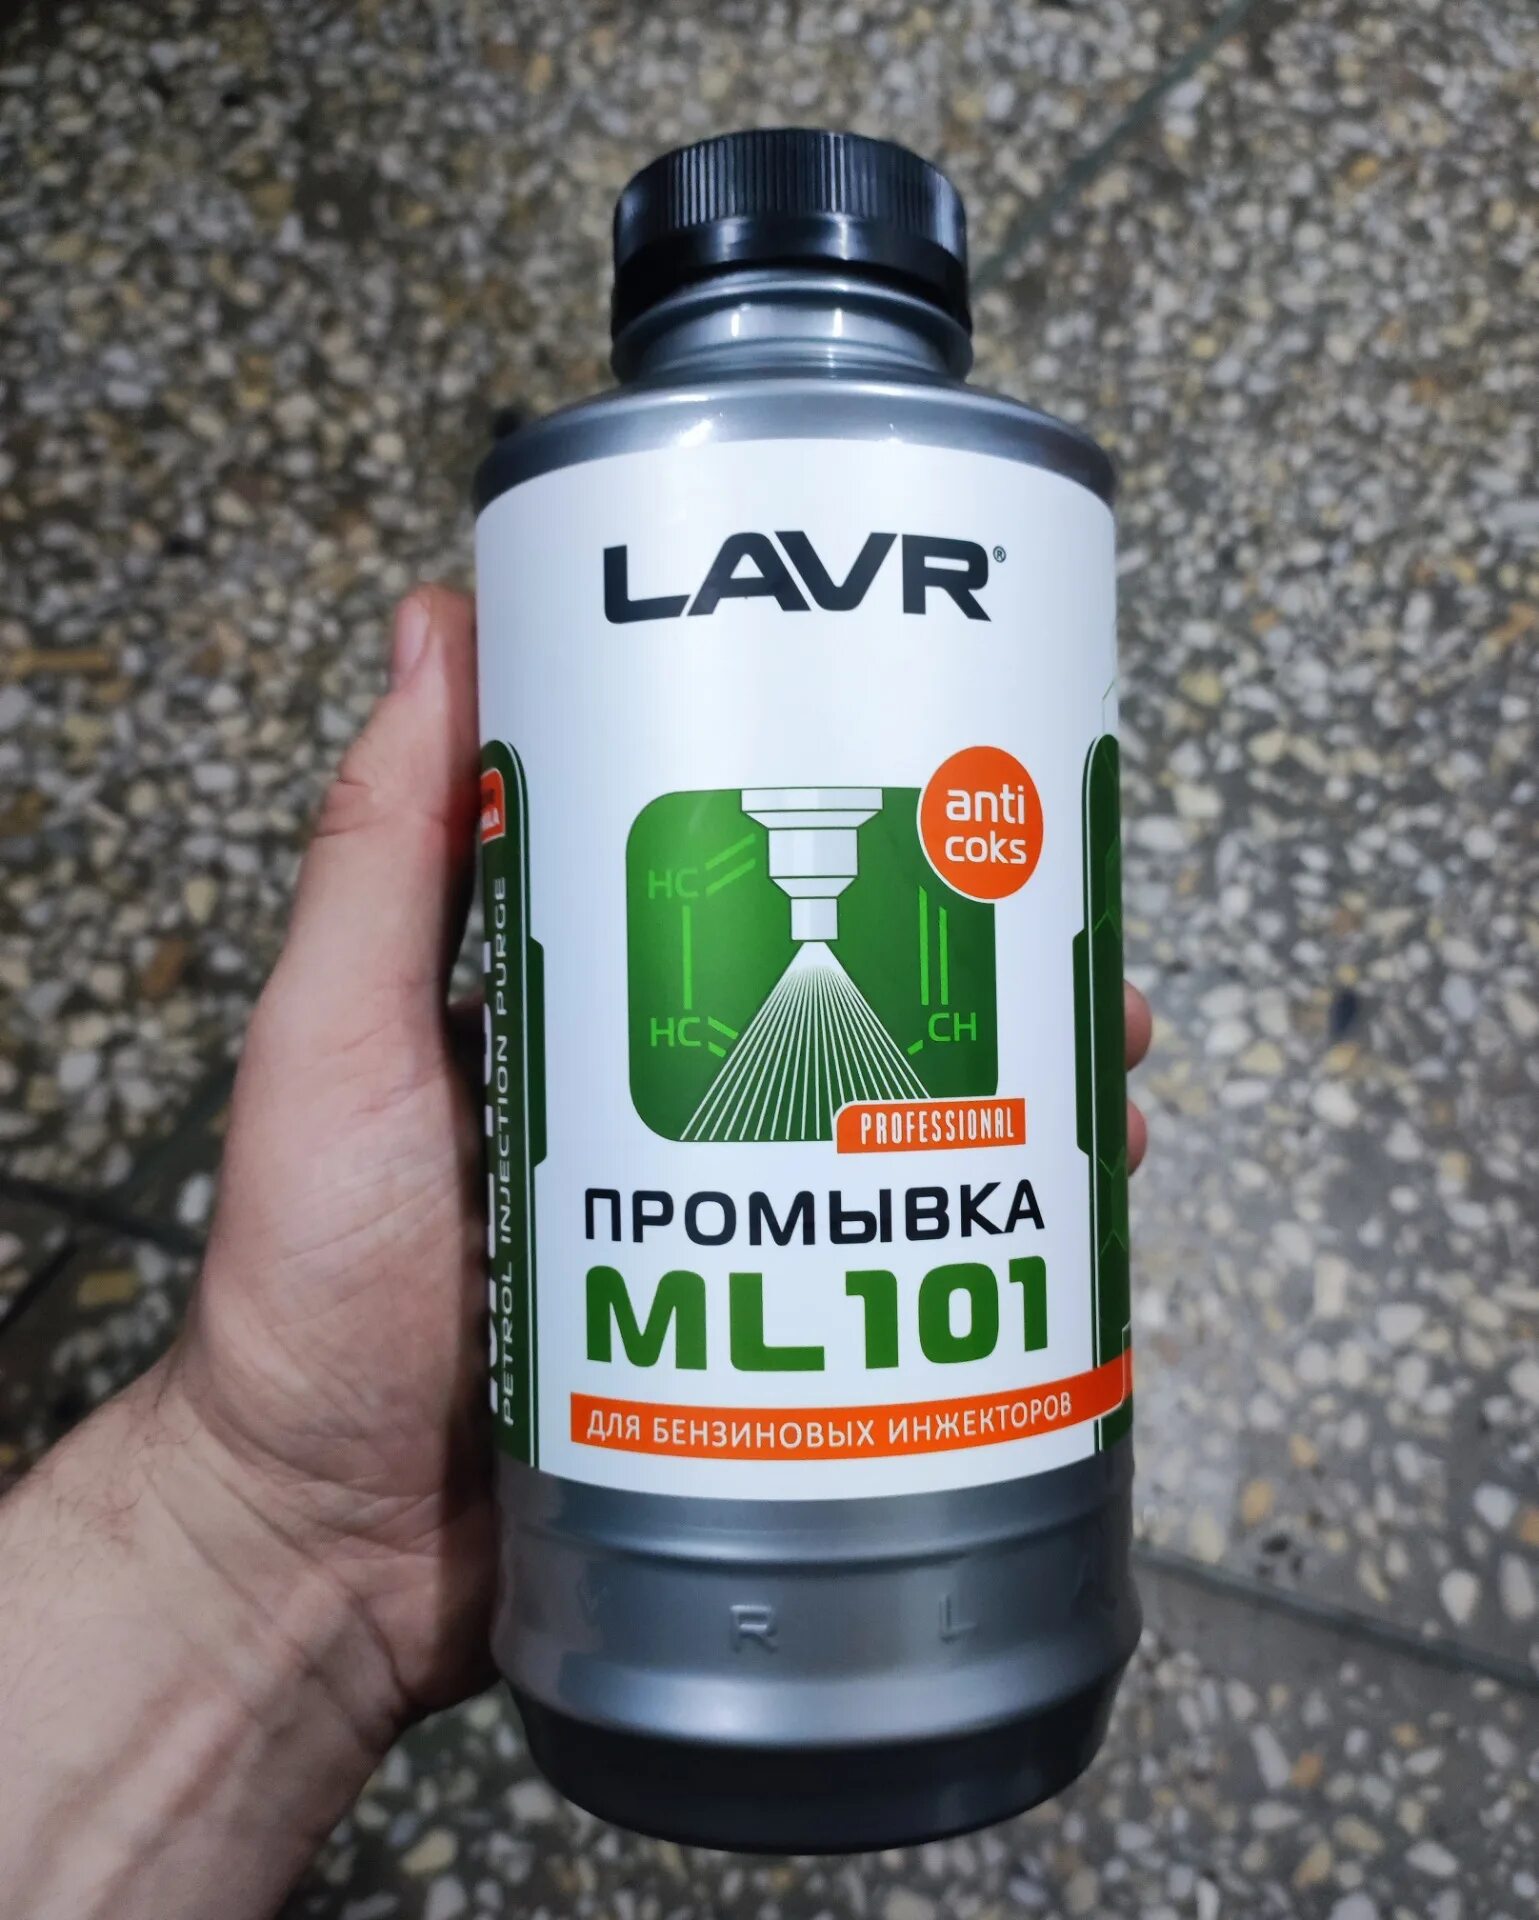 LAVR®
anti
coks
HC
HC
CH
PROFESSIONAL
ПРОМЫВКА
ML101
ДЛЯ БЕНЗИНОВЫХ ИНЖЕКТОРОВ
PETROL INJECTION PURGE
R L